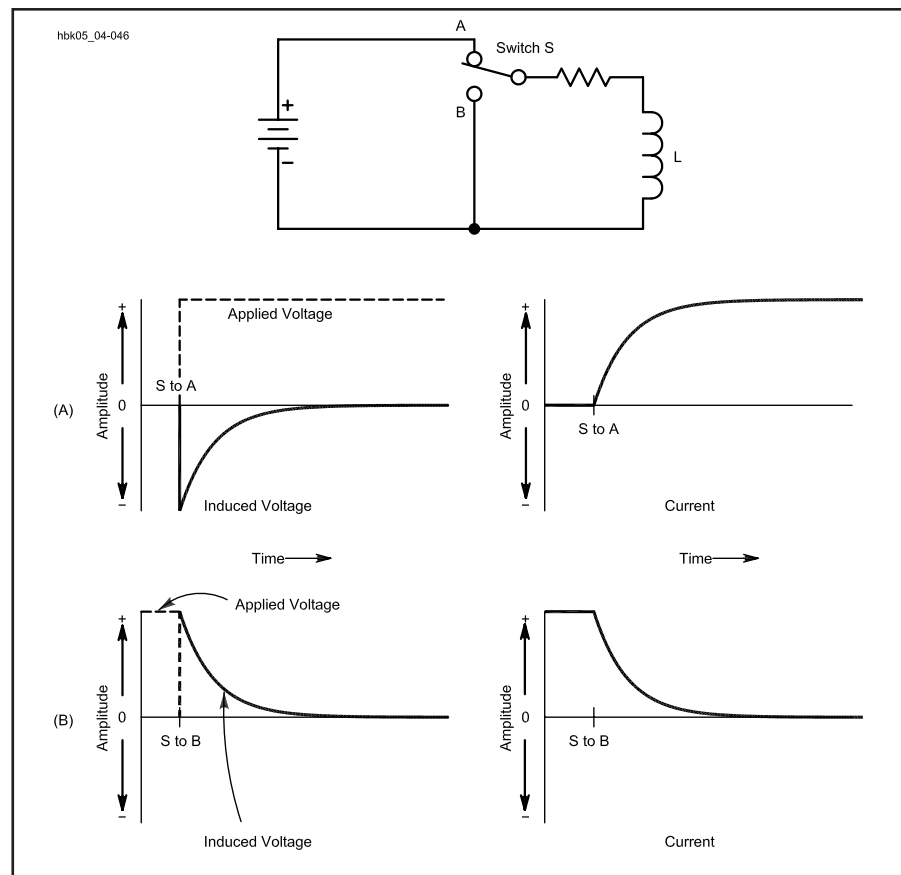 hbk05_04-046
A
Switch S
B
+
–
L
(A)
Amplitude
+
0
–
S to A
Applied Voltage
Induced Voltage
Amplitude
+
0
–
S to A
Current
Time
Time
(B)
Amplitude
+
0
–
Applied Voltage
S to B
Induced Voltage
Amplitude
+
0
–
S to B
Current